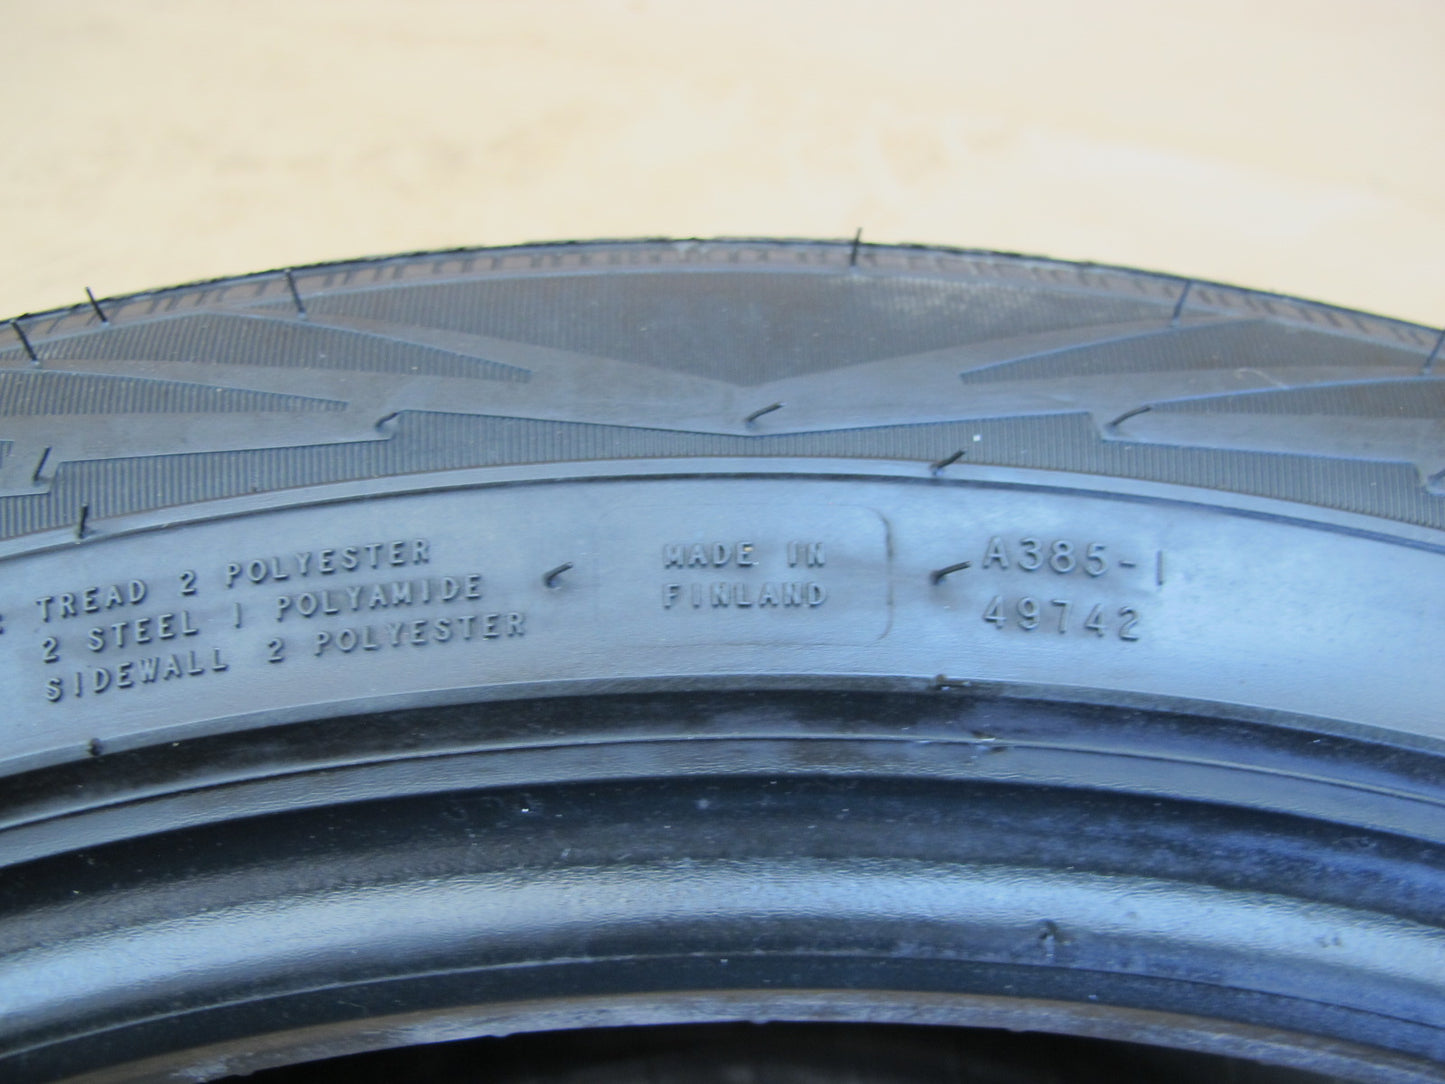 TREAD 2 POLYESTER
2 STEEL 1 POLYAMIDE
SIDEWALL 2 POLYESTER
MADE IN
FINLAND
A385-1
49742